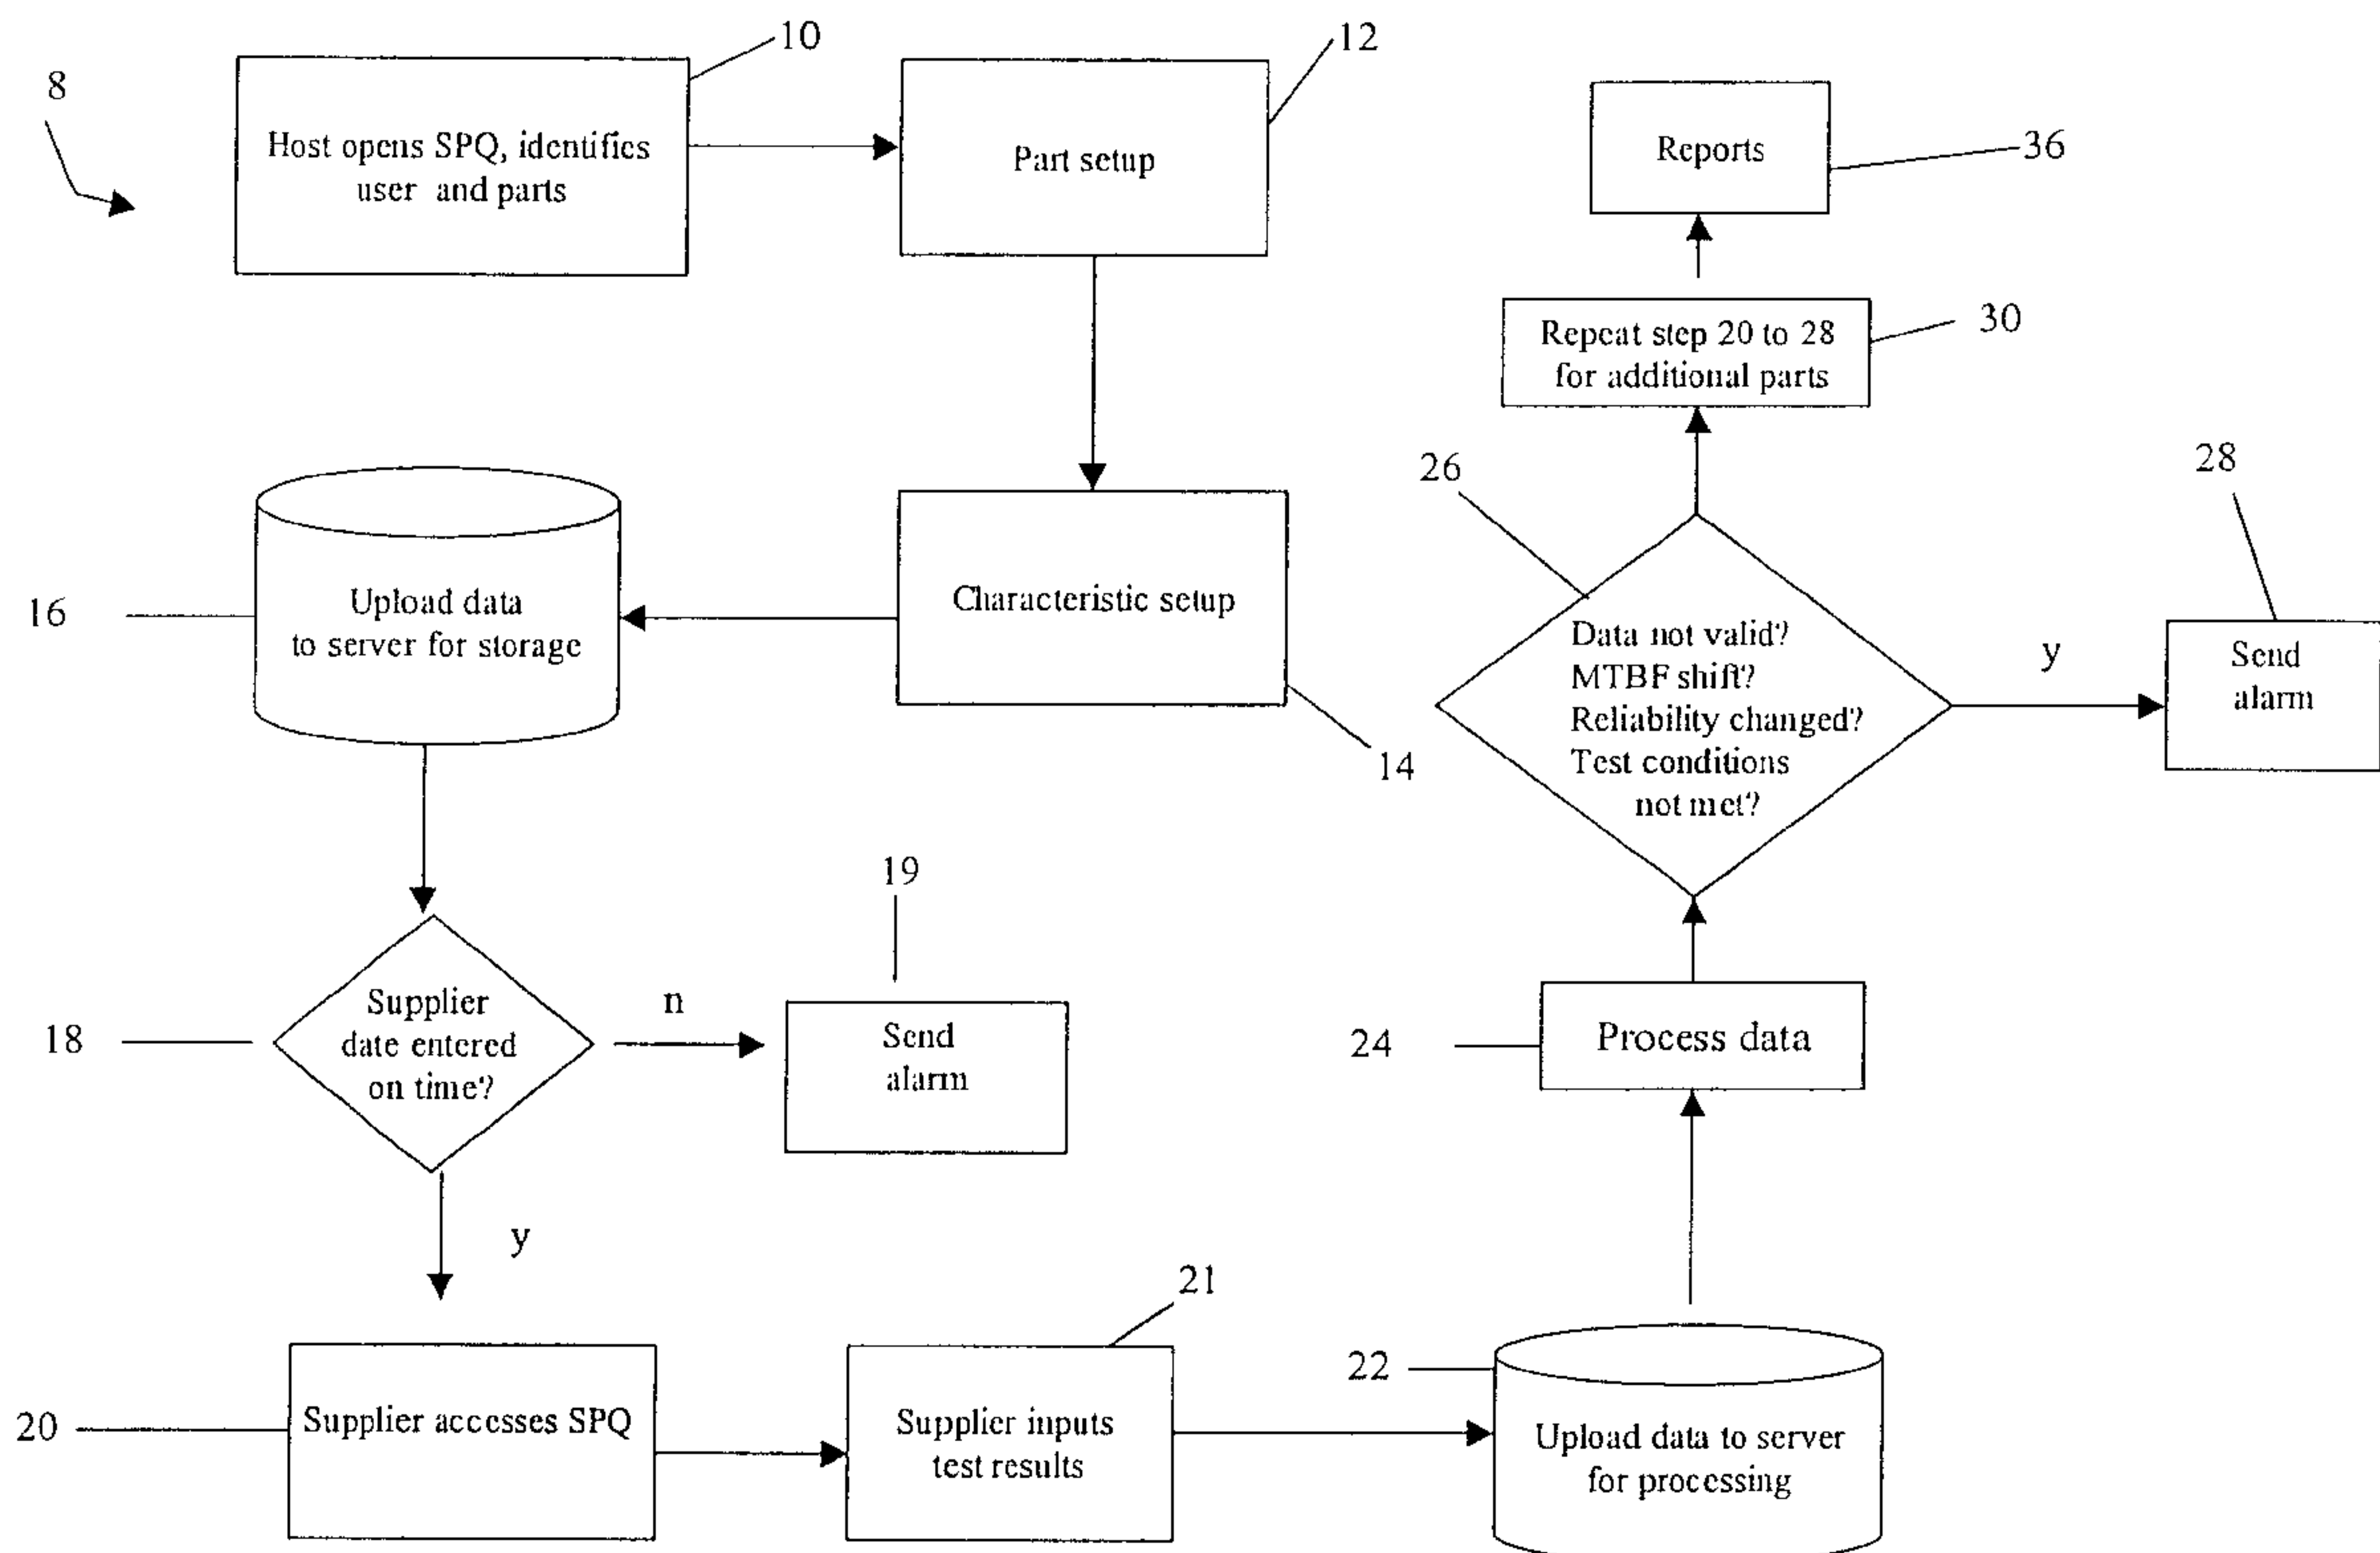 8
10
Host opens SPQ, identifies
user and parts
12
Part setup
14
Characteristic setup
16
Upload data
to server for storage
18
Supplier
date entered
on time?
n
19
Send
alarm
y
20
Supplier accesses SPQ
21
Supplier inputs
test results
22
Upload data to server
for processing
24
Process data
26
Data not valid?
MTBF shift?
Reliability changed?
Test conditions
not met?
y
28
Send
alarm
30
Repeat step 20 to 28
for additional parts
36
Reports